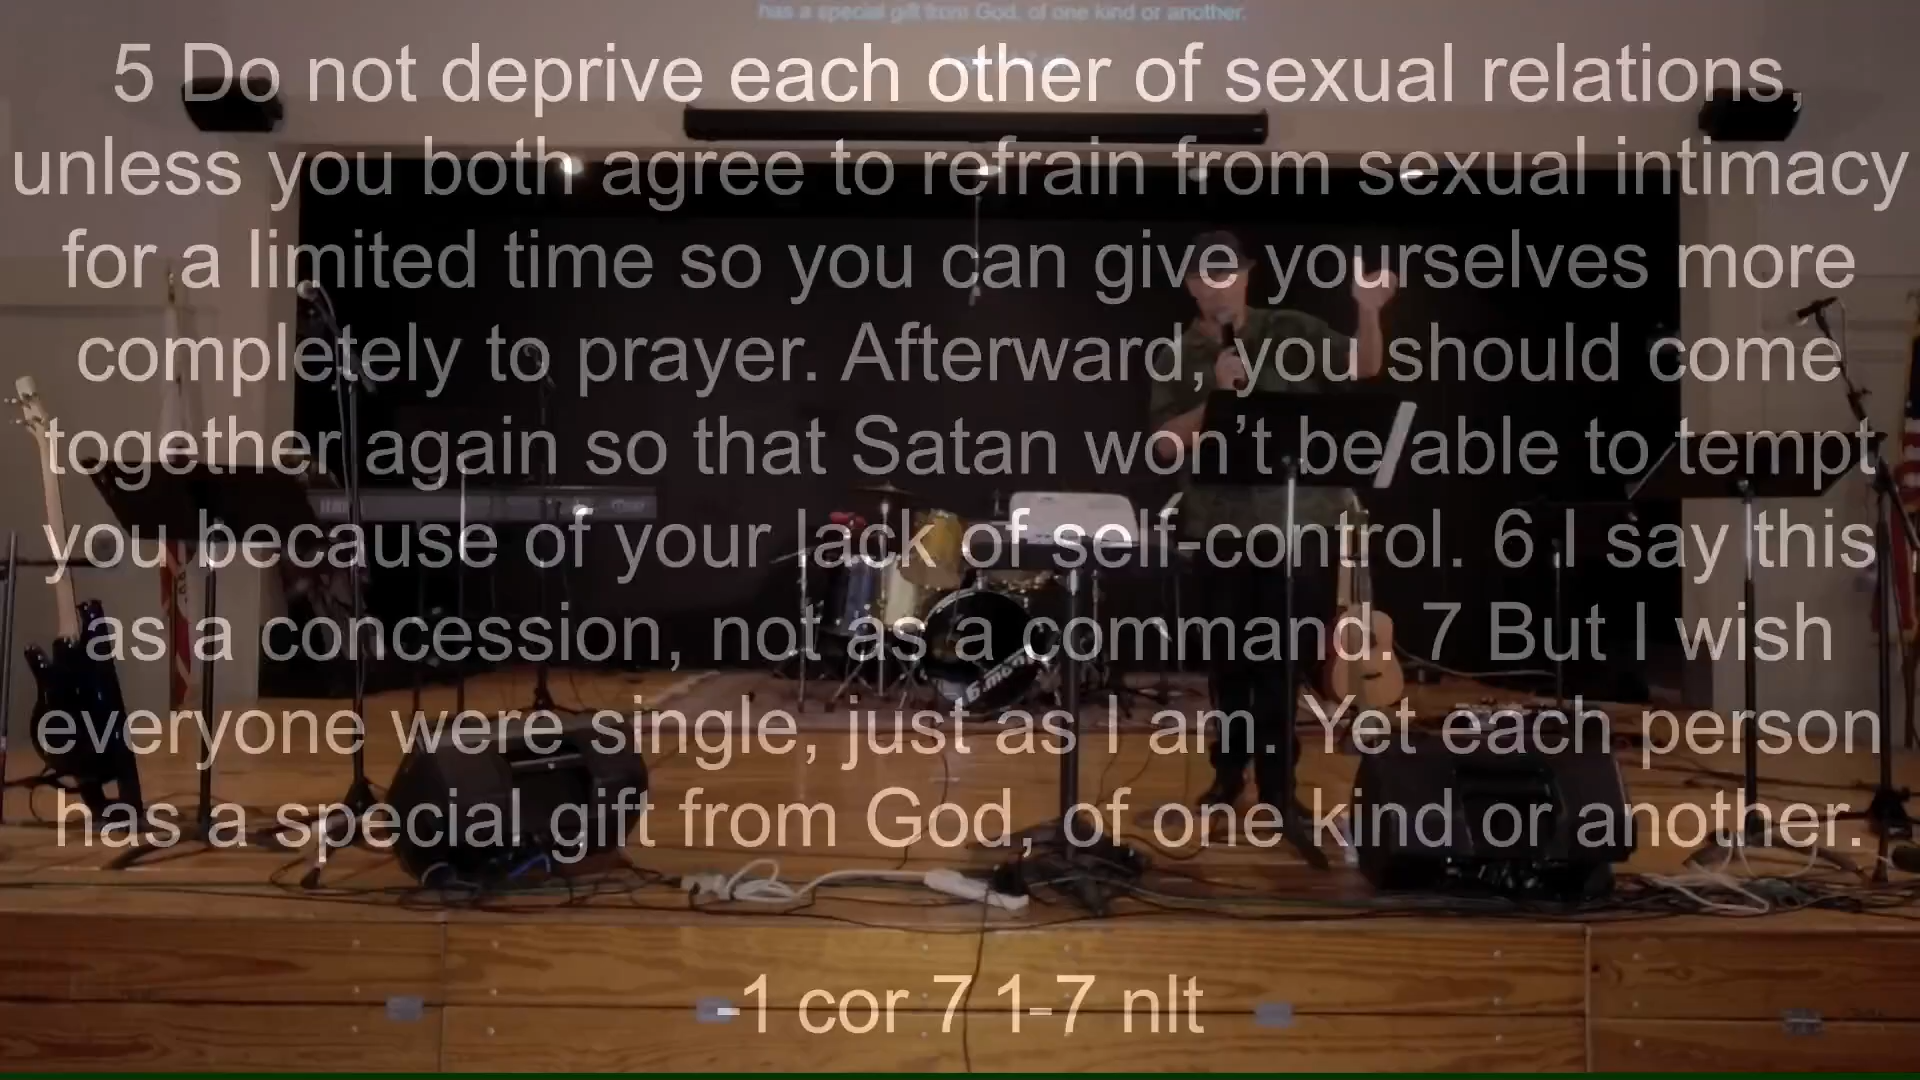 has a special gift from God, of one kind or another.
5 Do not deprive each other of sexual relations,
unless you both agree to refrain from sexual intimacy
for a limited time so you can give yourselves more
completely to prayer. Afterward, you should come
together again so that Satan won’t be able to tempt
you because of your lack of self-control. 6 I say this
as a concession, not as a command. 7 But I wish
everyone were single, just as I am. Yet each person
has a special gift from God, of one kind or another.
-1 cor 7 1-7 nlt